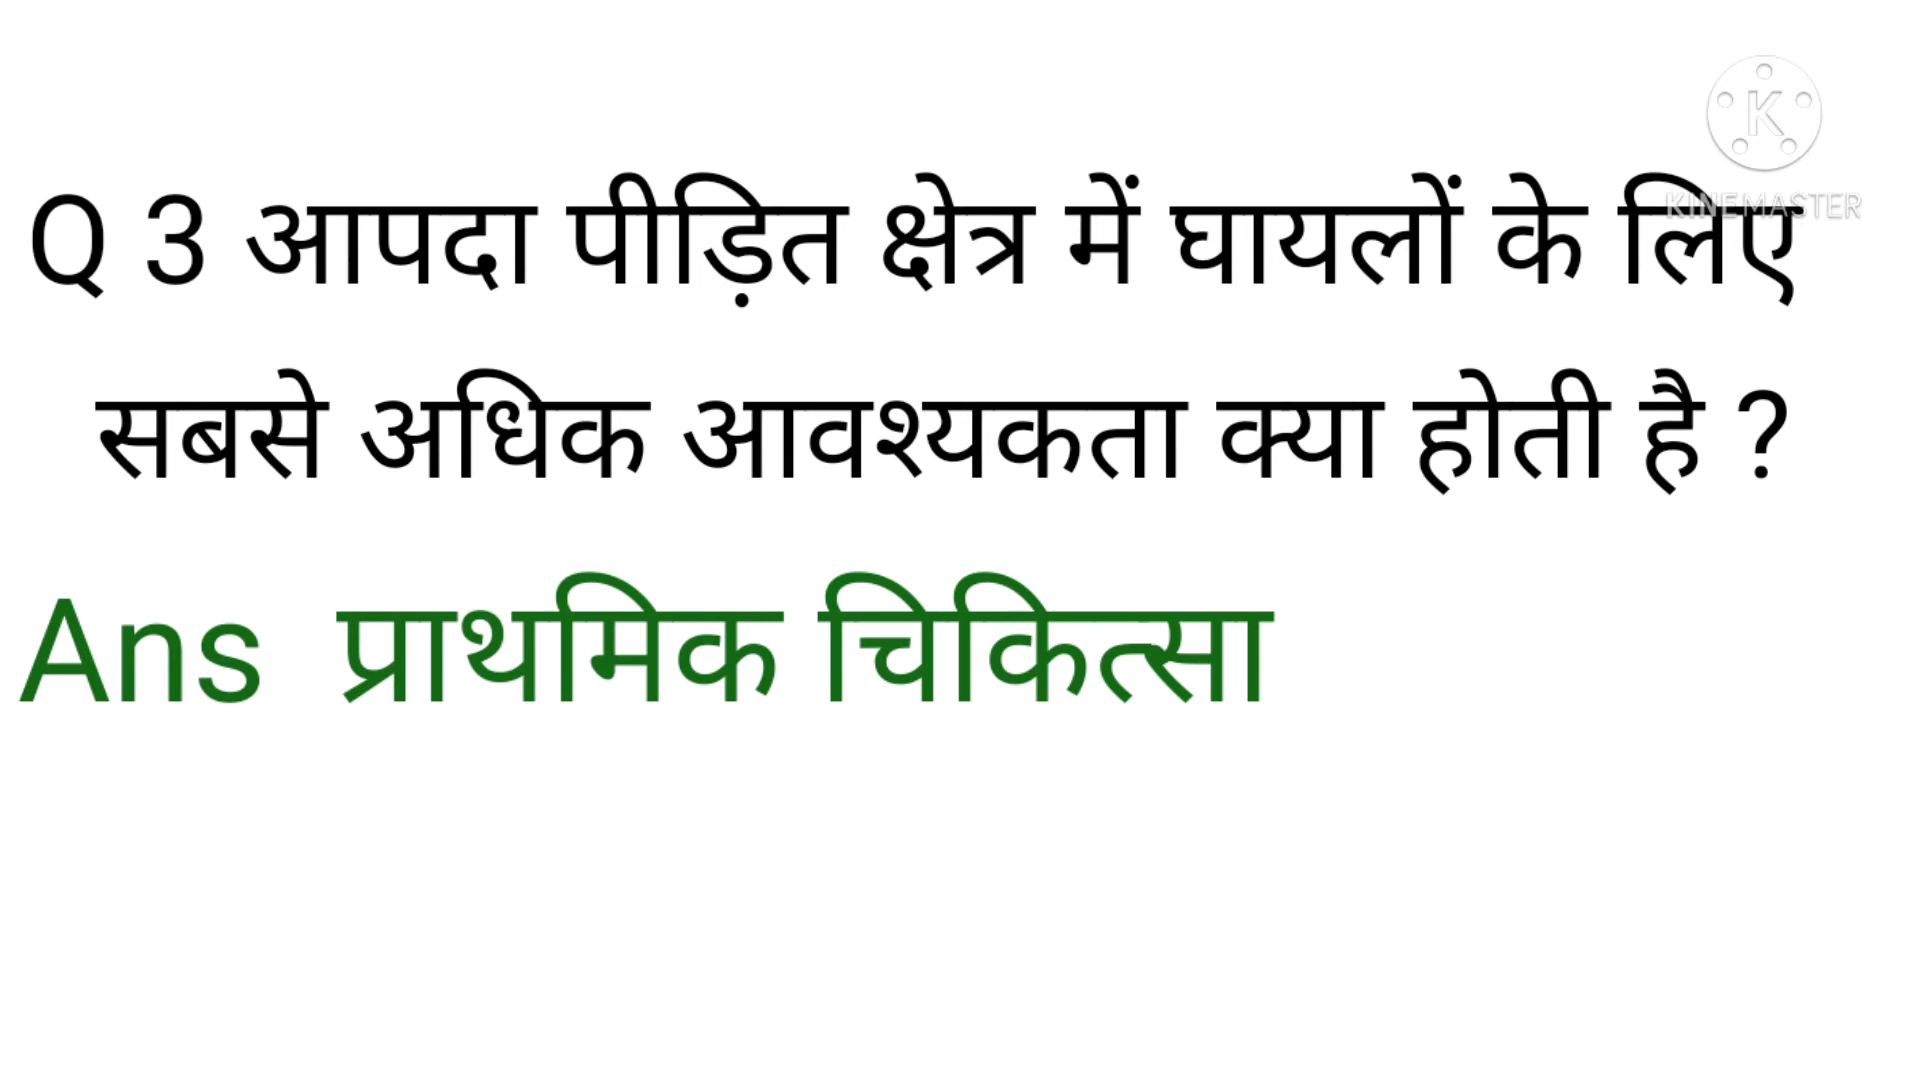 K
KINEMASTER
Q 3 आपदा पीड़ित क्षेत्र में घायलों के लिए
सबसे अधिक आवश्यकता क्या होती है ?
Ans प्राथमिक चिकित्सा